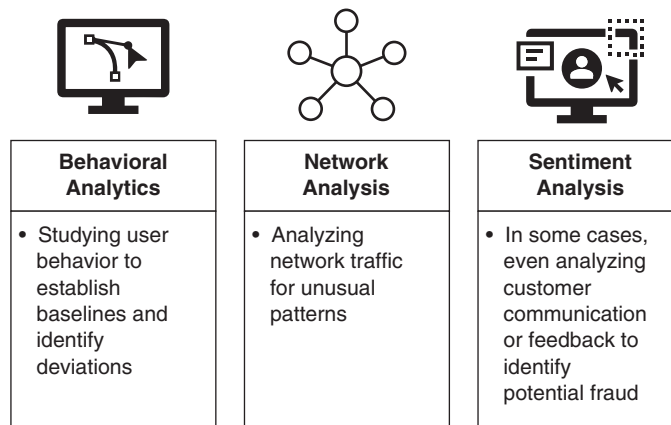 Behavioral
Analytics
• Studying user
behavior to
establish
baselines and
identify
deviations
Network
Analysis
• Analyzing
network traffic
for unusual
patterns
Sentiment
Analysis
• In some cases,
even analyzing
customer
communication
or feedback to
identify
potential fraud